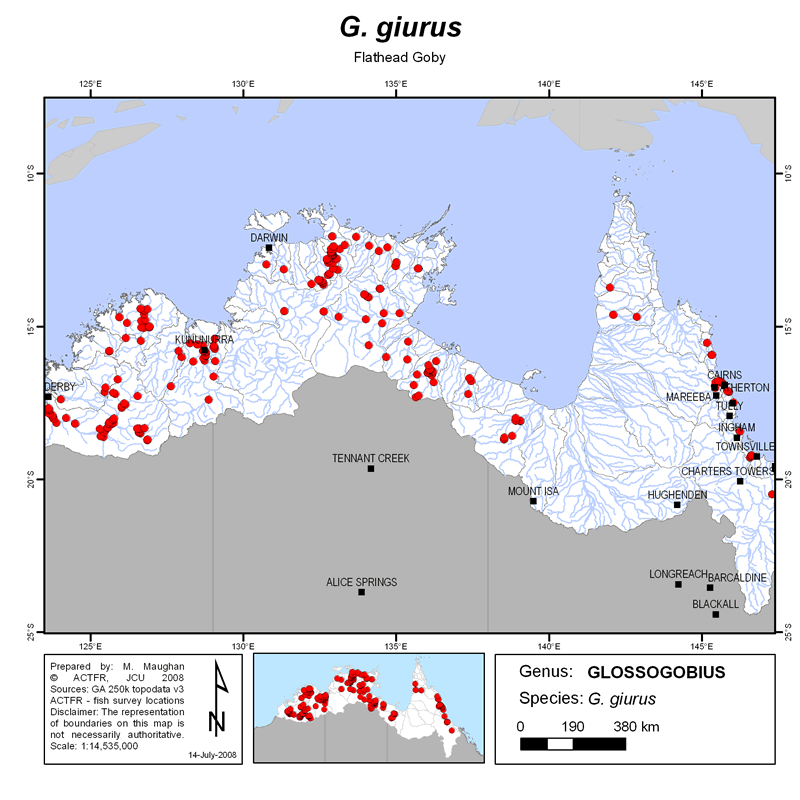 G. giurus
Flathead Goby
125°E 130°E 135°E 140°E 145°E
10°S 10°S
DARWIN
15°S 15°S
KUNUNURRA
CAIRNS
DERBY
THERTON
MAREEBA
TULLY
INGHAM
TOWNSVILLE
TENNANT CREEK
CHARTERS TOWERS
20°S 20°S
MOUNT ISA
HUGHENDEN
ALICE SPRINGS
LONGREACH
BARCALDINE
BLACKALL
25°S 25°S
125°E 130°E 135°E 140°E 145°E
Prepared by: M. Maughan
© ACTFR, JCU 2008
Sources: GA 250k topodata v3
ACTFR - fish survey locations
Disclaimer: The representation
of boundaries on this map is
not necessarily authoritative.
Scale: 1:14,535,000
14-July-2008
N
Genus: GLOSSOGOBIUS
Species: G. giurus
0 190 380 km